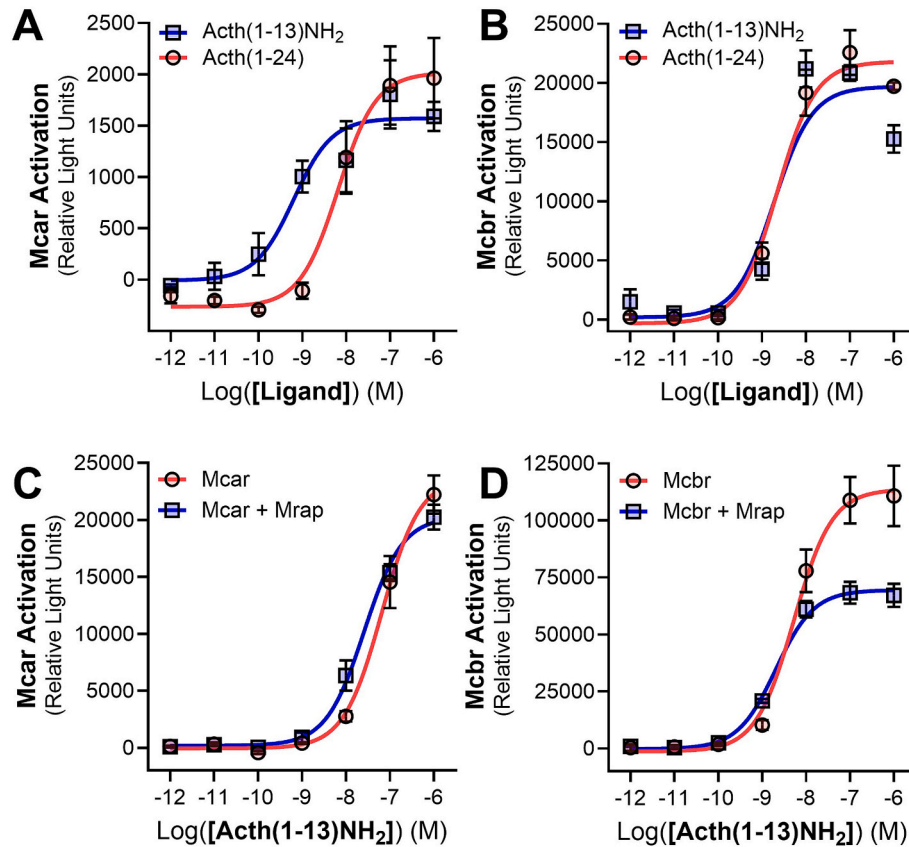 A
Acth(1-13)NH₂
Acth(1-24)
Mcar Activation
(Relative Light Units)
2500
2000
1500
1000
500
0
-12 -11 -10 -9 -8 -7 -6
Log([Ligand]) (M)
B
Acth(1-13)NH₂
Acth(1-24)
Mcbr Activation
(Relative Light Units)
25000
20000
15000
10000
5000
0
-12 -11 -10 -9 -8 -7 -6
Log([Ligand]) (M)
C
Mcar
Mcar + Mrap
Mcar Activation
(Relative Light Units)
25000
20000
15000
10000
5000
0
-12 -11 -10 -9 -8 -7 -6
Log([Acth(1-13)NH₂]) (M)
D
Mcbr
Mcbr + Mrap
Mcbr Activation
(Relative Light Units)
125000
100000
75000
50000
25000
0
-12 -11 -10 -9 -8 -7 -6
Log([Acth(1-13)NH₂]) (M)